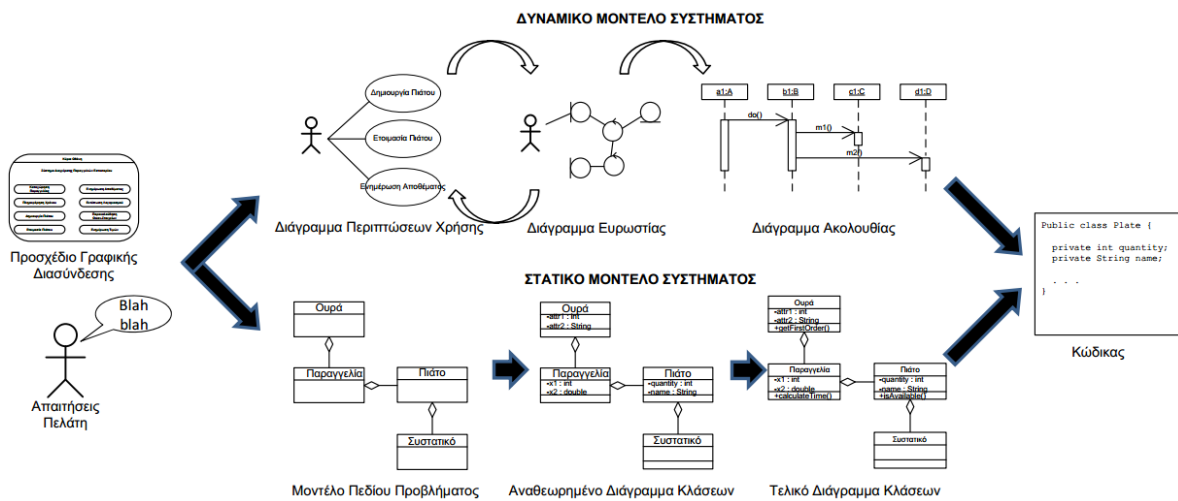 ΔΥΝΑΜΙΚΟ ΜΟΝΤΕΛΟ ΣΥΣΤΗΜΑΤΟΣ
Δημιουργία Πιάτου
Ετοιμασία Πιάτου
Ενημέρωση Αποθέματος
Διάγραμμα Περιπτώσεων Χρήσης
Διάγραμμα Ευρωστίας
a1:A
b1:B
c1:C
d1:D
do()
m1()
m2()
Διάγραμμα Ακολουθίας
Προσχέδιο Γραφικής
Διασύνδεσης
Blah
blah
Απαιτήσεις
Πελάτη
ΣΤΑΤΙΚΟ ΜΟΝΤΕΛΟ ΣΥΣΤΗΜΑΤΟΣ
Ουρά
Παραγγελία
Πιάτο
Συστατικό
Μοντέλο Πεδίου Προβλήματος
Ουρά
-attr1 : int
-attr2 : String
Παραγγελία
-x1 : int
-x2 : double
Πιάτο
-quantity : int
-name : String
Συστατικό
Αναθεωρημένο Διάγραμμα Κλάσεων
Ουρά
-attr1 : int
-attr2 : String
+getFirstOrder()
Παραγγελία
-x1 : int
-x2 : double
+calculateTime()
Πιάτο
-quantity : int
-name : String
+isAvailable()
Συστατικό
Τελικό Διάγραμμα Κλάσεων
Public class Plate {
private int quantity;
private String name;
. . .
}
Κώδικας